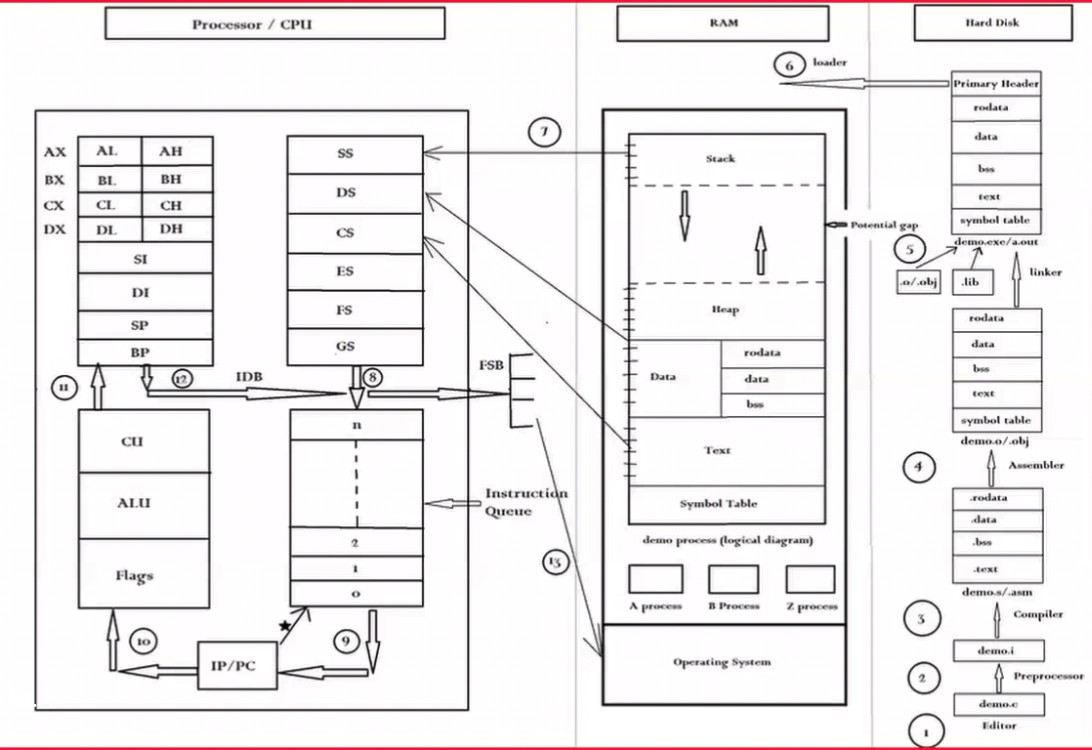 Processor / CPU
RAM
Hard Disk
AX
AL
AH
BX
BL
BH
CX
CL
CH
DX
DL
DH
SI
DI
SP
BP
SS
DS
CS
ES
FS
GS
11
12
IDB
8
FSB
CU
ALU
Flags
n
2
1
0
Instruction
Queue
10
IP/PC
9
13
7
Stack
Potential gap
Heap
Data
rodata
data
bss
Text
Symbol Table
demo process (logical diagram)
A process
B Process
Z process
Operating System
6
loader
Primary Header
rodata
data
bss
text
symbol table
demo.exe/a.out
5
.o/.obj
.lib
linker
rodata
data
bss
text
symbol table
demo.o/.obj
4
Assembler
.rodata
.data
.bss
.text
demo.s/.asm
3
Compiler
demo.i
2
Preprocessor
demo.c
1
Editor